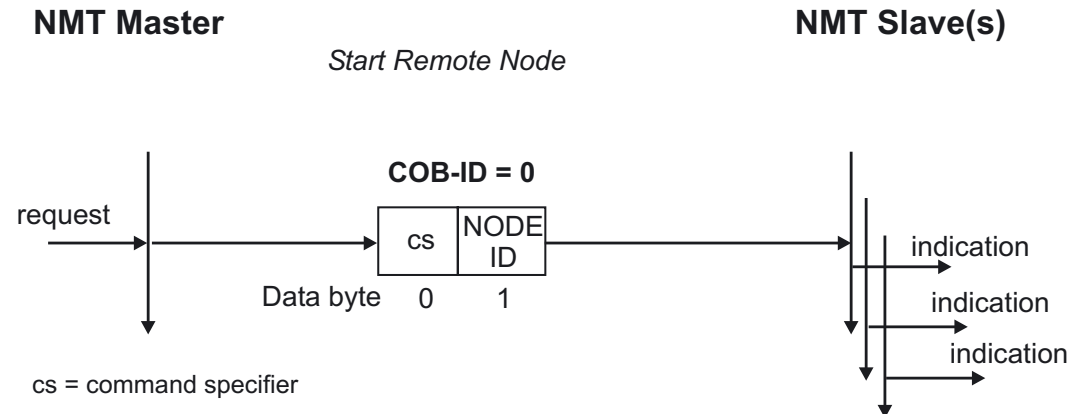 NMT Master
NMT Slave(s)
Start Remote Node
COB-ID = 0
request
cs
NODE
ID
indication
Data byte 0 1
indication
indication
cs = command specifier